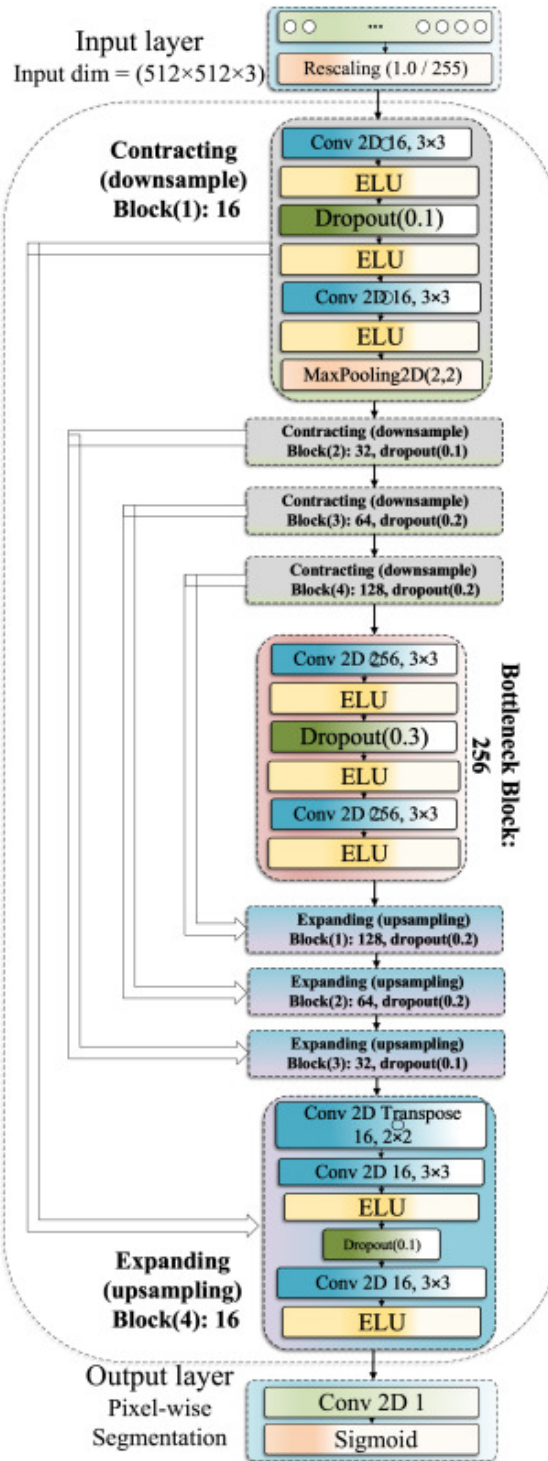 ...
Input layer
Input dim = (512×512×3)
Rescaling (1.0 / 255)
Contracting
(downsample)
Block(1): 16
Conv 2D 16, 3×3
ELU
Dropout(0.1)
ELU
Conv 2D 16, 3×3
ELU
MaxPooling2D(2,2)
Contracting (downsample)
Block(2): 32, dropout(0.1)
Contracting (downsample)
Block(3): 64, dropout(0.2)
Contracting (downsample)
Block(4): 128, dropout(0.2)
Bottleneck Block:
256
Conv 2D 256, 3×3
ELU
Dropout(0.3)
ELU
Conv 2D 256, 3×3
ELU
Expanding (upsampling)
Block(1): 128, dropout(0.2)
Expanding (upsampling)
Block(2): 64, dropout(0.2)
Expanding (upsampling)
Block(3): 32, dropout(0.1)
Conv 2D Transpose
16, 2×2
Conv 2D 16, 3×3
ELU
Dropout(0.1)
Conv 2D 16, 3×3
ELU
Expanding
(upsampling)
Block(4): 16
Output layer
Pixel-wise
Segmentation
Conv 2D 1
Sigmoid